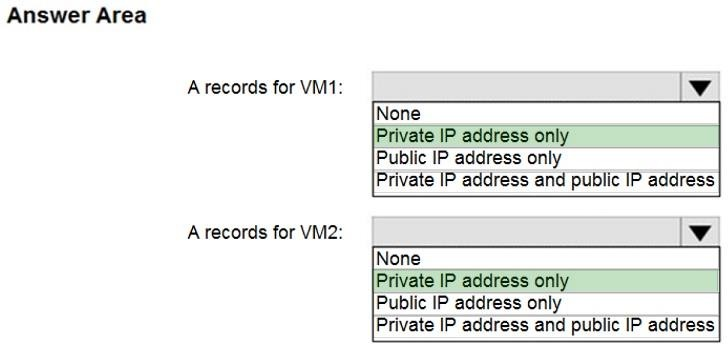 Answer Area
A records for VM1:
None
Private IP address only
Public IP address only
Private IP address and public IP address
A records for VM2:
None
Private IP address only
Public IP address only
Private IP address and public IP address